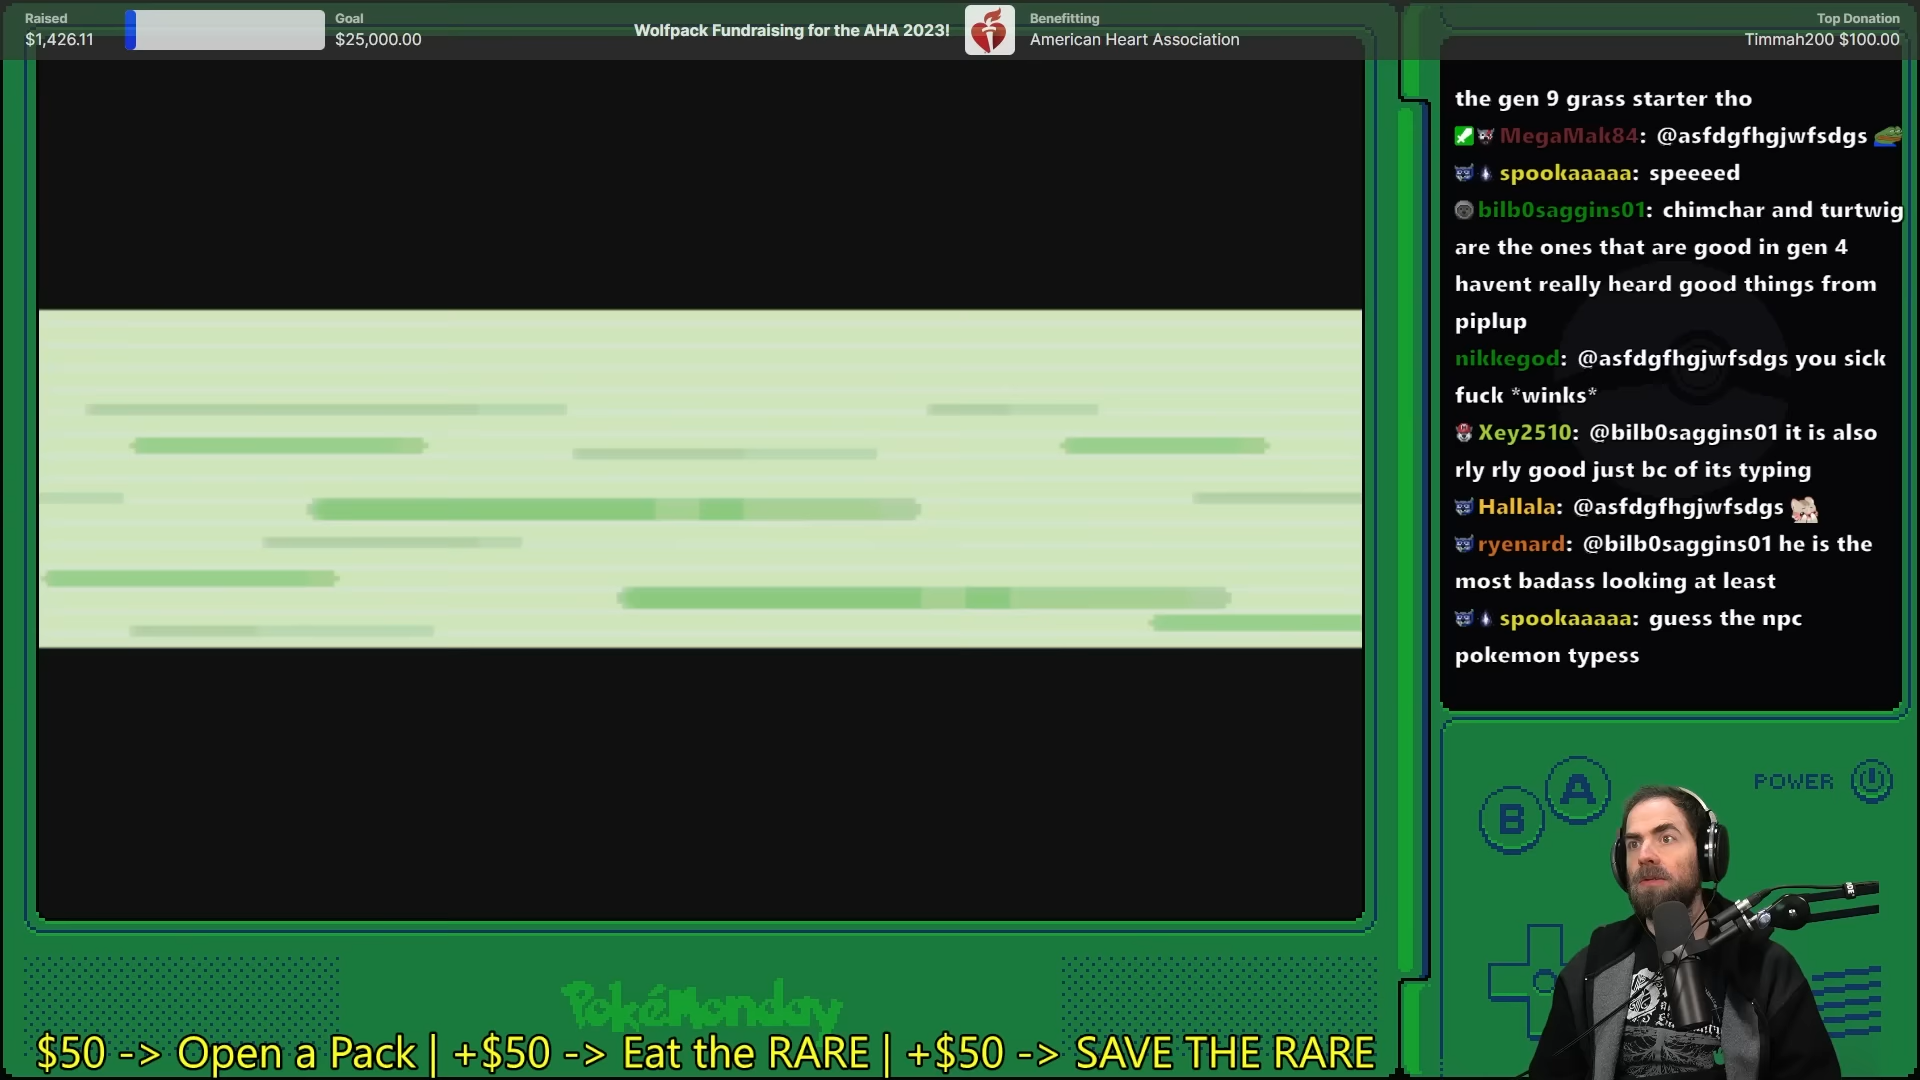 Raised
$1,426.11
Goal
$25,000.00
Wolfpack Fundraising for the AHA 2023!
Benefitting
American Heart Association
Top Donation
Timmah200 $100.00
the gen 9 grass starter tho
MegaMak84: @asfdgfhgjwfsdgs
spookaaaaa: speeeed
bilb0saggins01: chimchar and turtwig
are the ones that are good in gen 4
havent really heard good things from
piplup
nikkegod: @asfdgfhgjwfsdgs you sick
fuck *winks*
Xey2510: @bilb0saggins01 it is also
rly rly good just bc of its typing
Hallala: @asfdgfhgjwfsdgs
ryenard: @bilb0saggins01 he is the
most badass looking at least
spookaaaaa: guess the npc
pokemon typess
B
A
POWER
PokéMonday
$50 -> Open a Pack | +$50 -> Eat the RARE | +$50 -> SAVE THE RARE